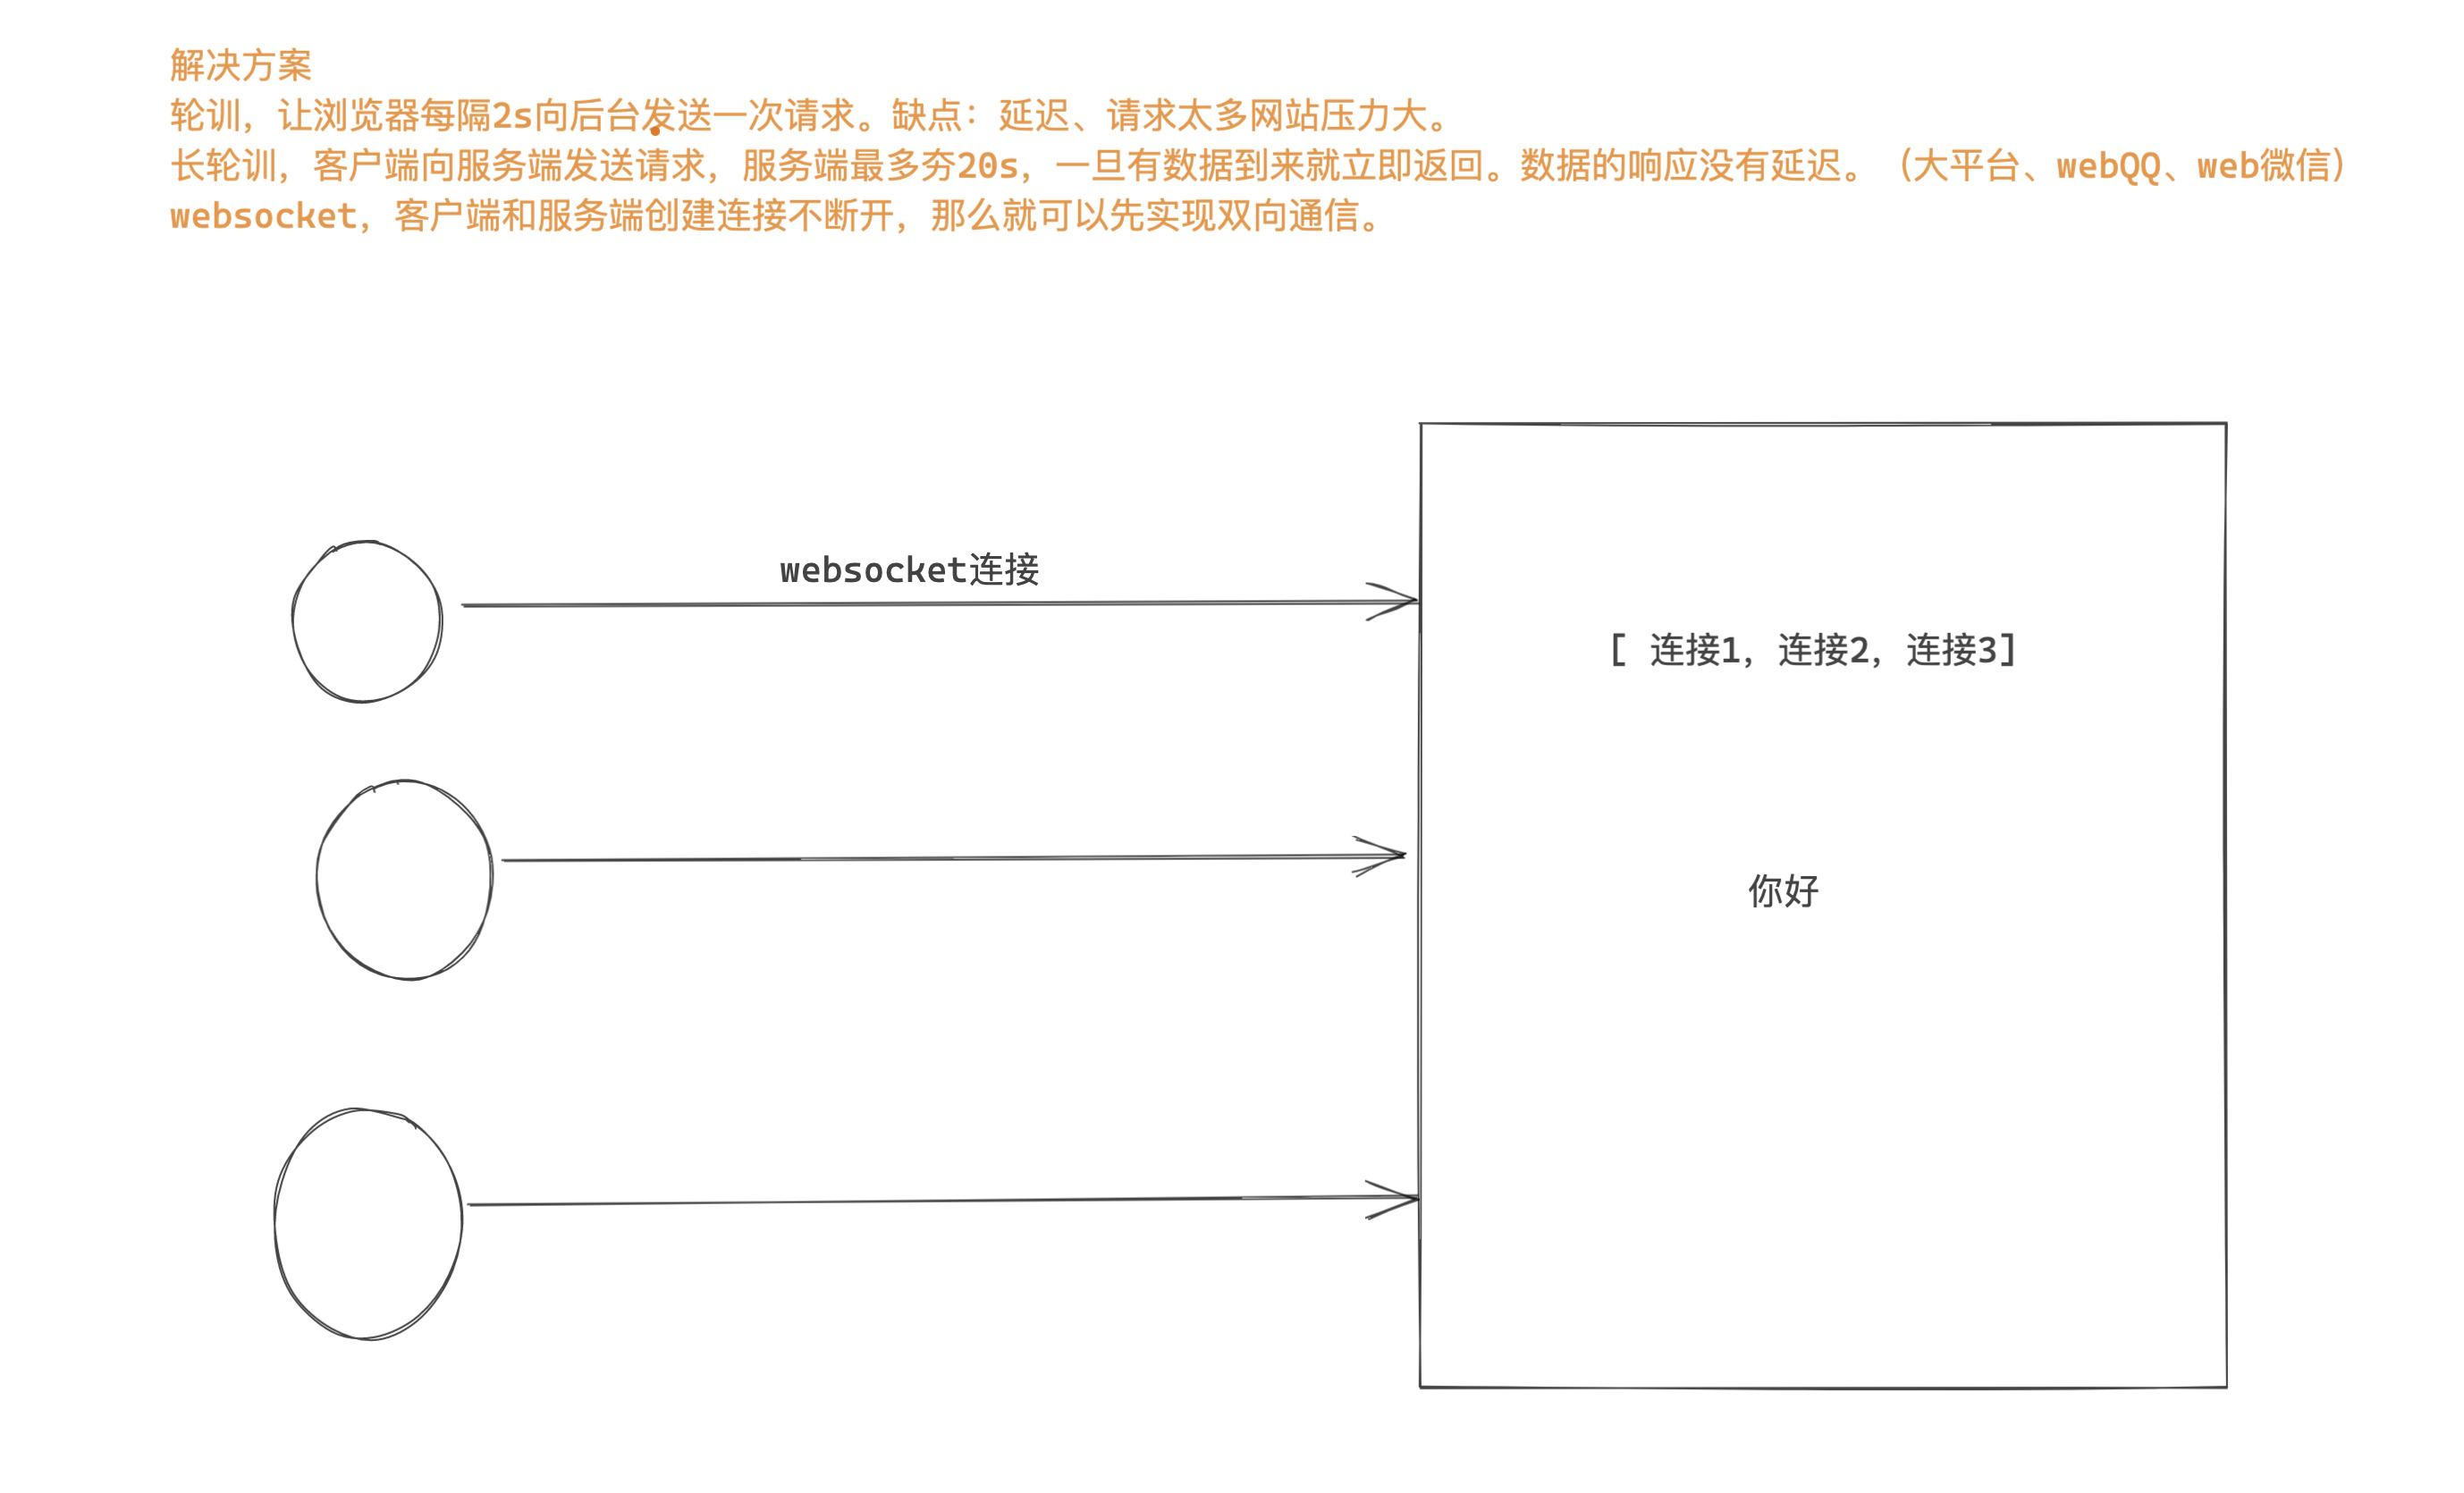 解决方案
轮训，让浏览器每隔2s向后台发送一次请求。缺点：延迟、请求太多网站压力大。
长轮训，客户端向服务端发送请求，服务端最多夯20s，一旦有数据到来就立即返回。数据的响应没有延迟。（大平台、webQQ、web微信）
websocket，客户端和服务端创建连接不断开，那么就可以先实现双向通信。
websocket连接
[ 连接1，连接2，连接3]
你好